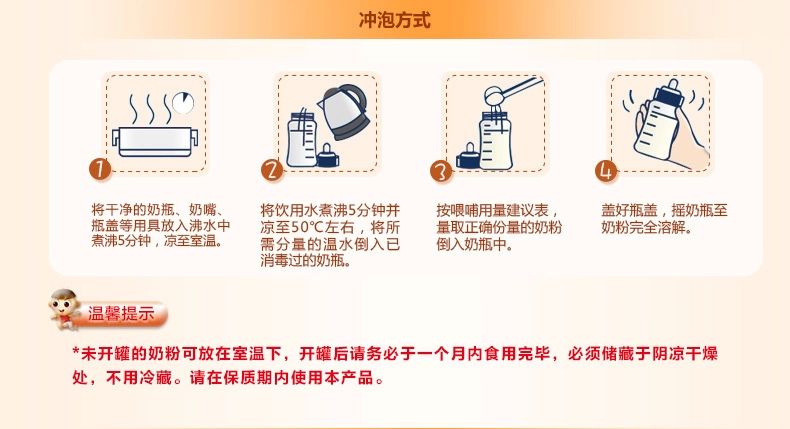 冲泡方式
1
将干净的奶瓶、奶嘴、
瓶盖等用具放入沸水中
煮沸5分钟，凉至室温。
2
将饮用水煮沸5分钟并
凉至50℃左右，将所
需分量的温水倒入已
消毒过的奶瓶。
3
按喂哺用量建议表，
量取正确份量的奶粉
倒入奶瓶中。
4
盖好瓶盖，摇奶瓶至
奶粉完全溶解。
温馨提示
*未开罐的奶粉可放在室温下，开罐后请务必于一个月内食用完毕，必须储藏于阴凉干燥
处，不用冷藏。请在保质期内使用本产品。